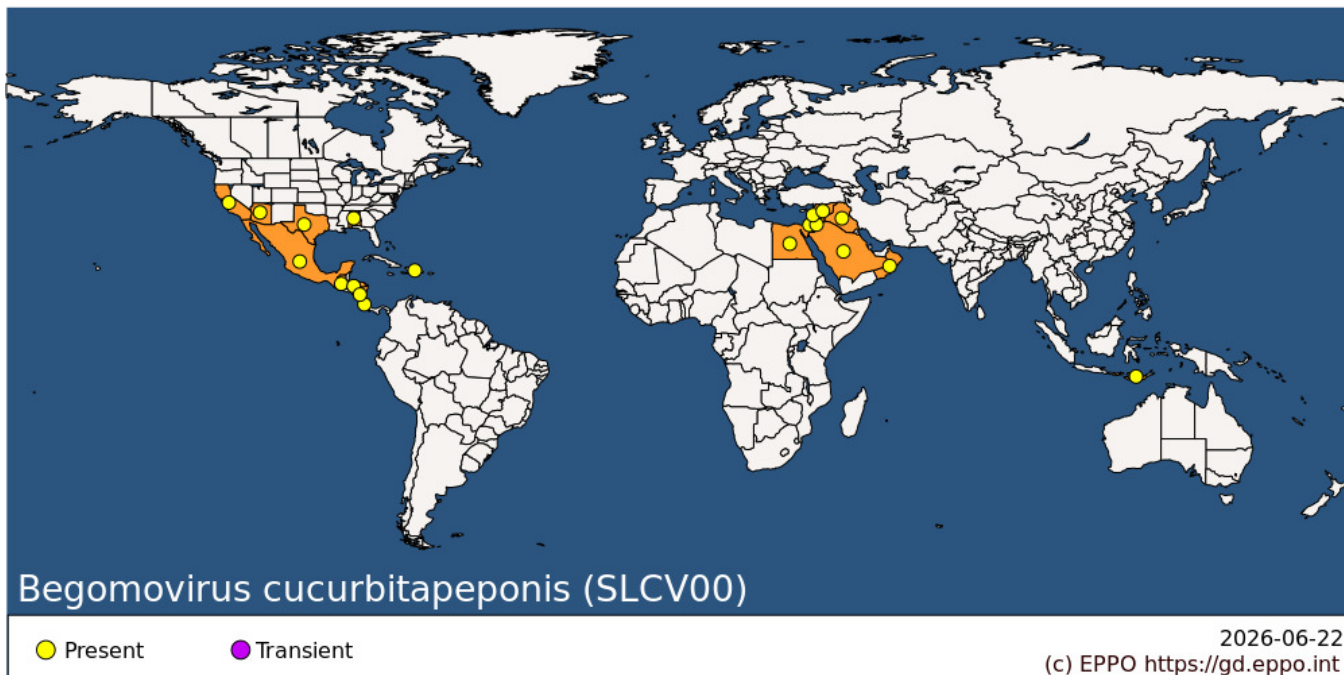 Begomovirus cucurbitapeponis (SLCV00)
Present
Transient
2026-06-22
(c) EPPO https://gd.eppo.int